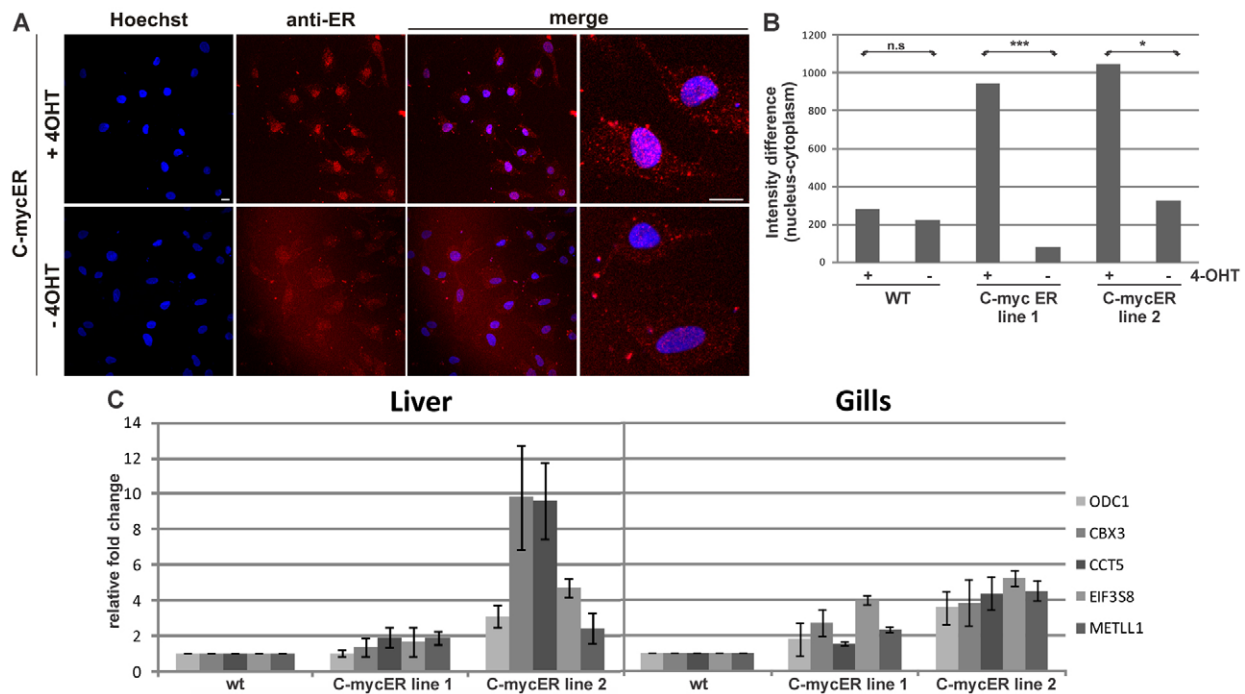 A
Hoechst
anti-ER
merge
C-mycER
+ 4OHT
- 4OHT
B
Intensity difference
(nucleus-cytoplasm)
1200
1000
800
600
400
200
0
n.s
***
*
+ - + - + - 4-OHT
WT
C-myc ER
line 1
C-mycER
line 2
C
Liver
Gills
relative fold change
14
12
10
8
6
4
2
0
wt C-mycER line 1 C-mycER line 2 wt C-mycER line 1 C-mycER line 2
ODC1
CBX3
CCT5
EIF3S8
METLL1